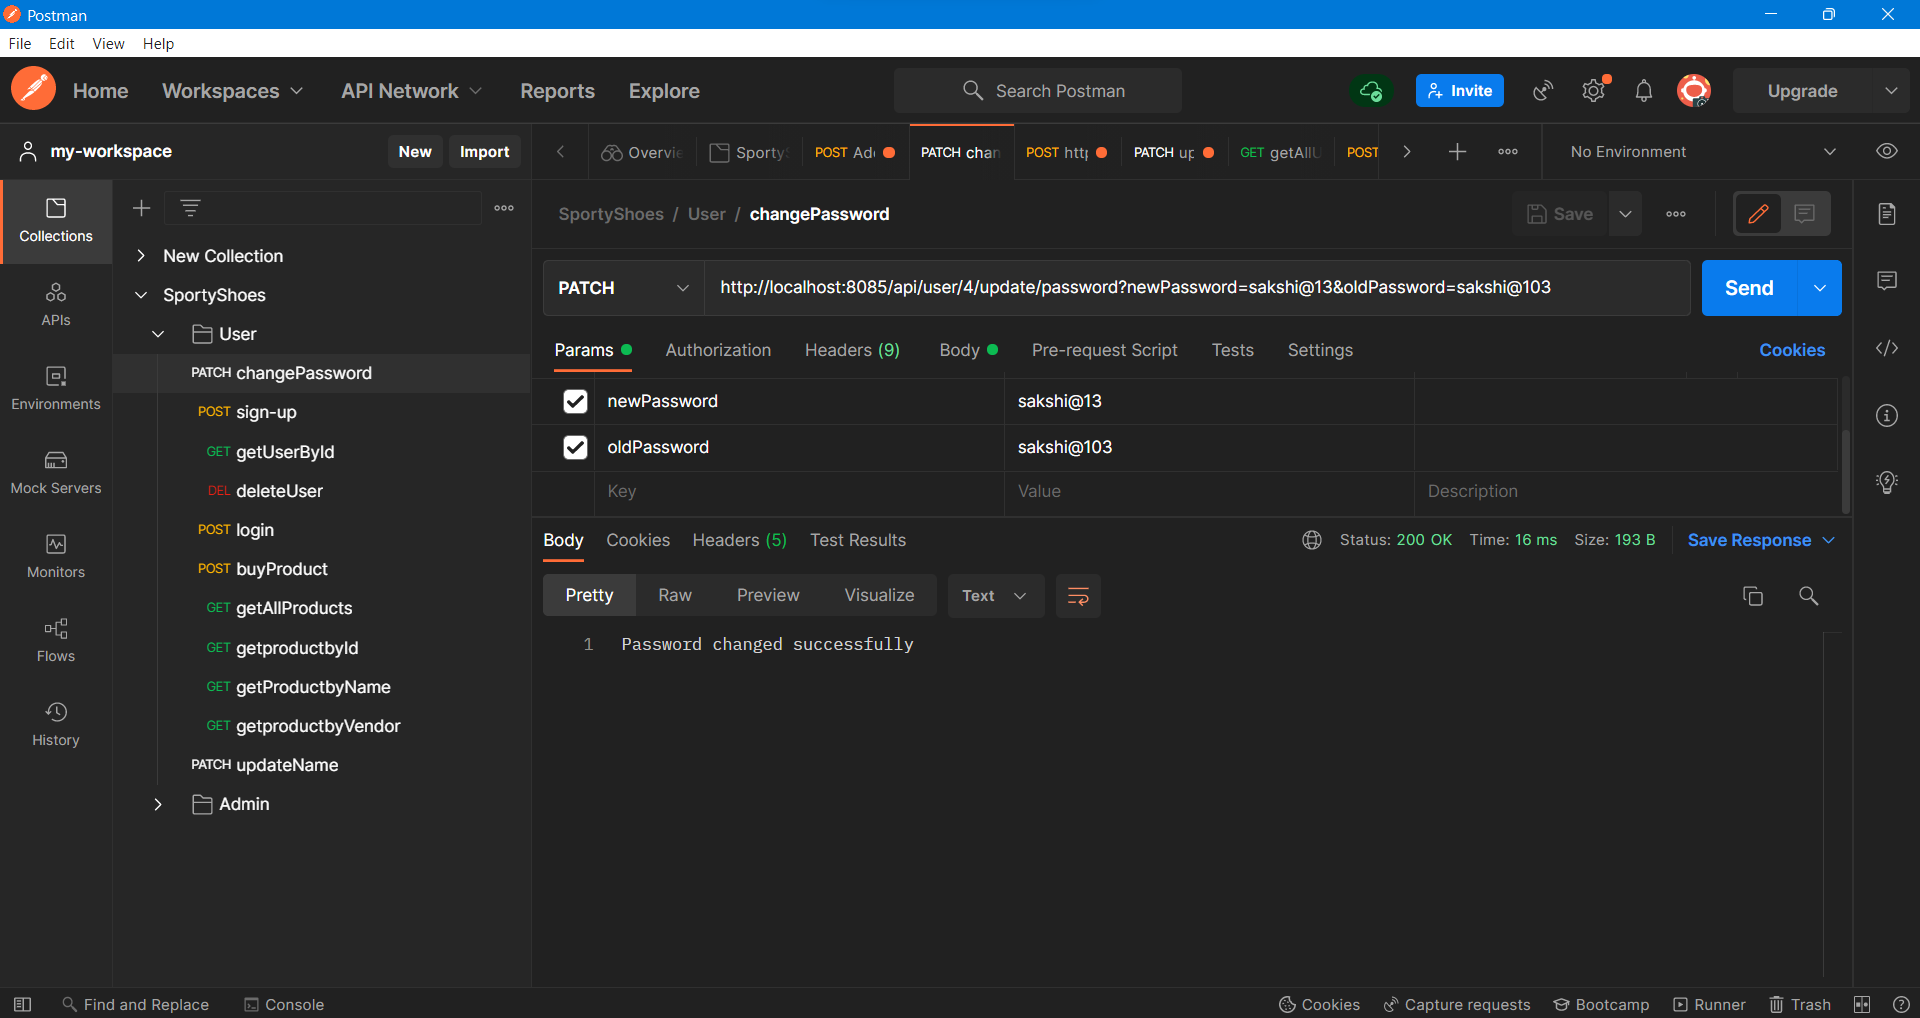 Postman
File Edit View Help
Home Workspaces API Network Reports Explore Search Postman Invite Upgrade
my-workspace New Import
Overvie Sporty POST Ad PATCH chan POST htt PATCH up GET getAllU POST No Environment
Collections
APIs
Environments
Mock Servers
Monitors
Flows
History
New Collection
SportyShoes
User
PATCH changePassword
POST sign-up
GET getUserById
DEL deleteUser
POST login
POST buyProduct
GET getAllProducts
GET getproductbyId
GET getProductbyName
GET getproductbyVendor
PATCH updateName
Admin
SportyShoes / User / changePassword Save
PATCH http://localhost:8085/api/user/4/update/password?newPassword=sakshi@13&oldPassword=sakshi@103 Send
Params Authorization Headers (9) Body Pre-request Script Tests Settings Cookies
newPassword sakshi@13
oldPassword sakshi@103
Key Value Description
Body Cookies Headers (5) Test Results Status: 200 OK Time: 16 ms Size: 193 B Save Response
Pretty Raw Preview Visualize Text
1 Password changed successfully
Find and Replace Console Cookies Capture requests Bootcamp Runner Trash